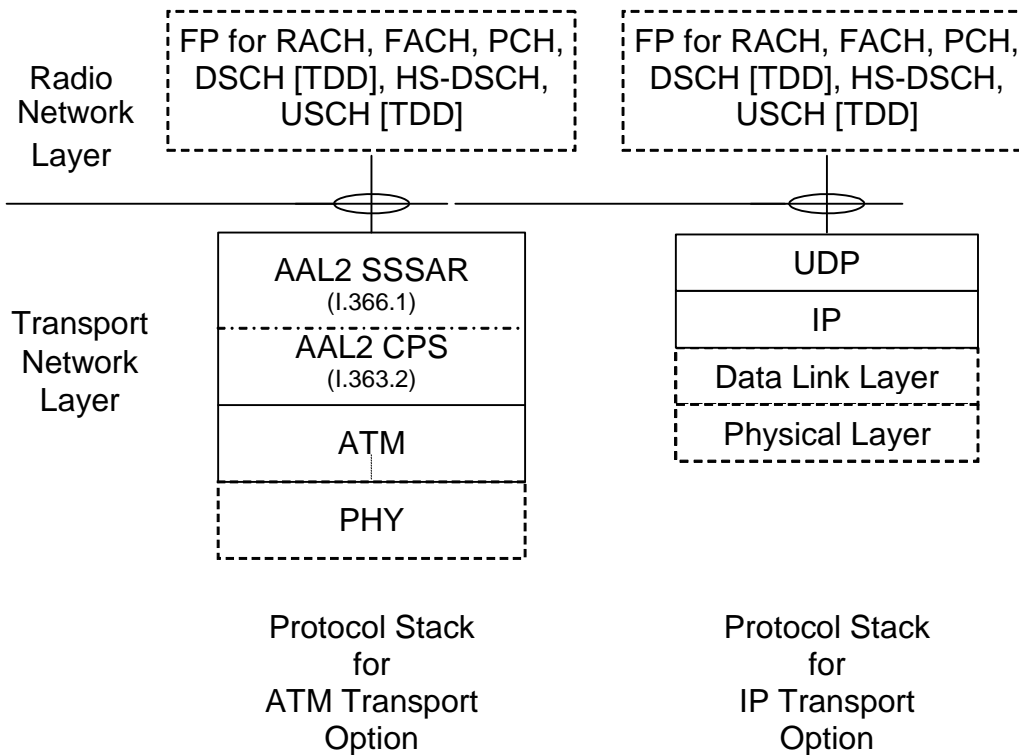 FP for RACH, FACH, PCH,
DSCH [TDD], HS-DSCH,
USCH [TDD]
FP for RACH, FACH, PCH,
DSCH [TDD], HS-DSCH,
USCH [TDD]
Radio
Network
Layer
Transport
Network
Layer
AAL2 SSSAR
(I.366.1)
AAL2 CPS
(I.363.2)
ATM
PHY
UDP
IP
Data Link Layer
Physical Layer
Protocol Stack
for
ATM Transport
Option
Protocol Stack
for
IP Transport
Option